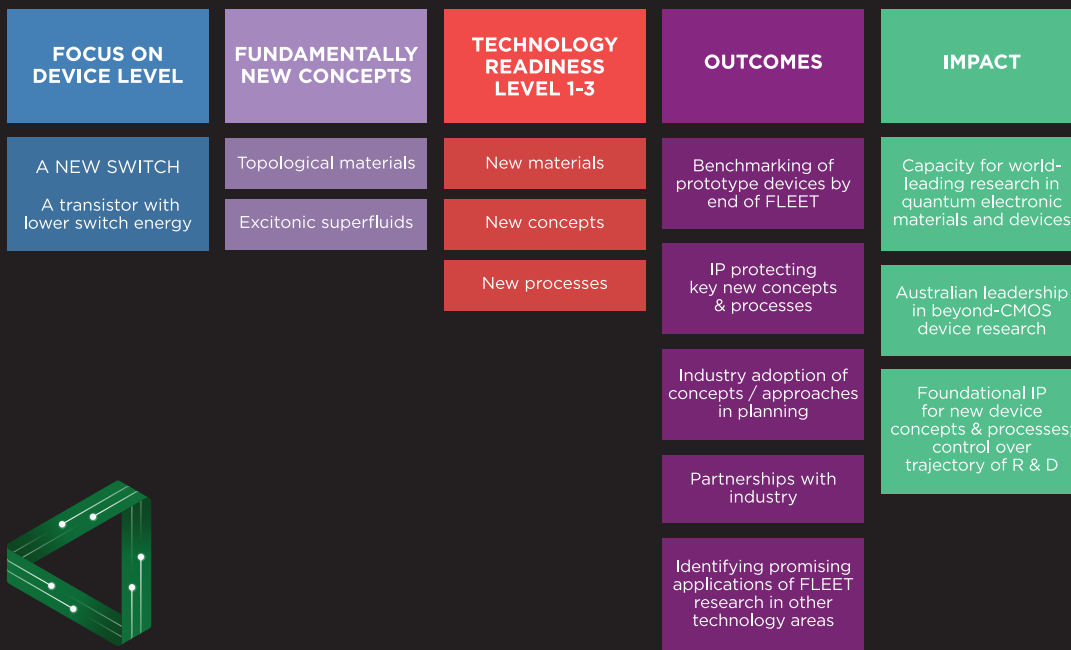 FOCUS ON
DEVICE LEVEL
A NEW SWITCH
A transistor with
lower switch energy
FUNDAMENTALLY
NEW CONCEPTS
Topological materials
Excitonic superfluids
TECHNOLOGY
READINESS
LEVEL 1-3
New materials
New concepts
New processes
OUTCOMES
Benchmarking of
prototype devices by
end of FLEET
IP protecting
key new concepts
& processes
Industry adoption of
concepts / approaches
in planning
Partnerships with
industry
Identifying promising
applications of FLEET
research in other
technology areas
IMPACT
Capacity for world-
leading research in
quantum electronic
materials and devices
Australian leadership
in beyond-CMOS
device research
Foundational IP
for new device
concepts & processes;
control over
trajectory of R & D